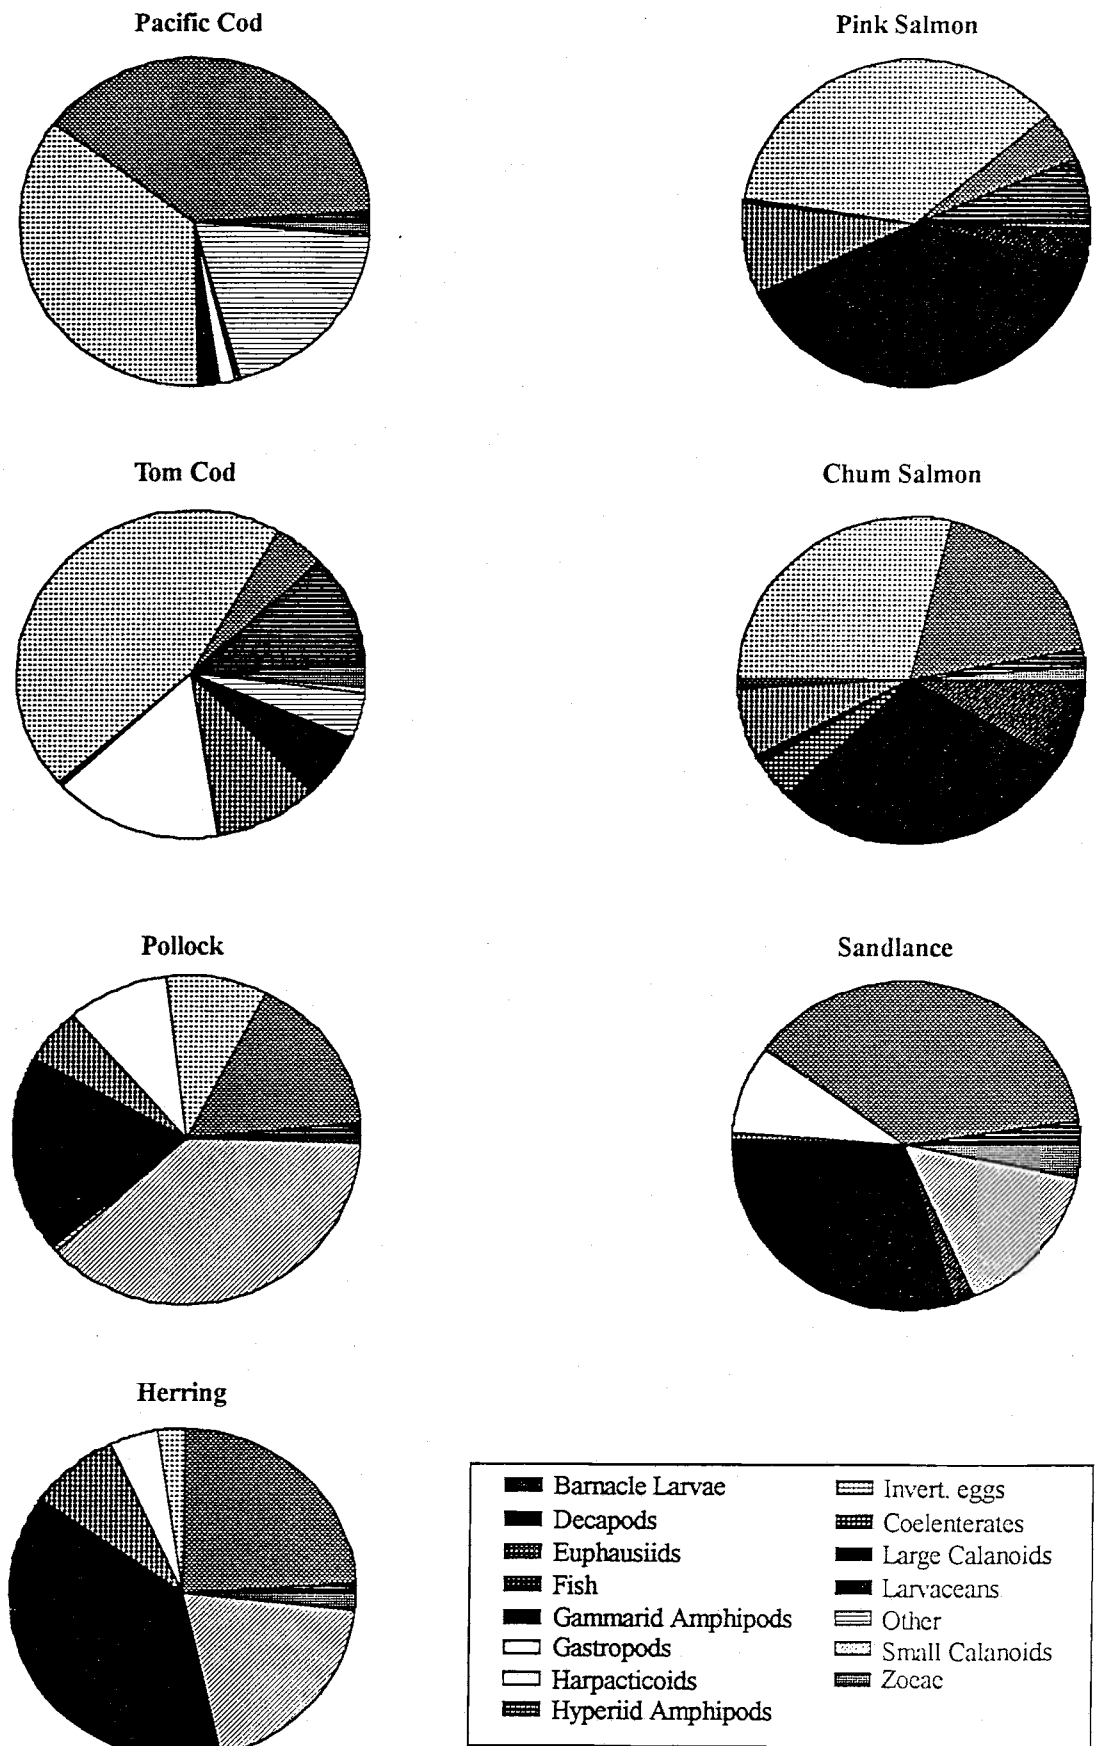 Pacific Cod
Pink Salmon
Tom Cod
Chum Salmon
Pollock
Sandlance
Herring
Barnacle Larvae
Decapods
Euphausiids
Fish
Gammarid Amphipods
Gastropods
Harpacticoids
Hyperiid Amphipods
Invert. eggs
Coelenterates
Large Calanoids
Larvaceans
Other
Small Calanoids
Zoeae